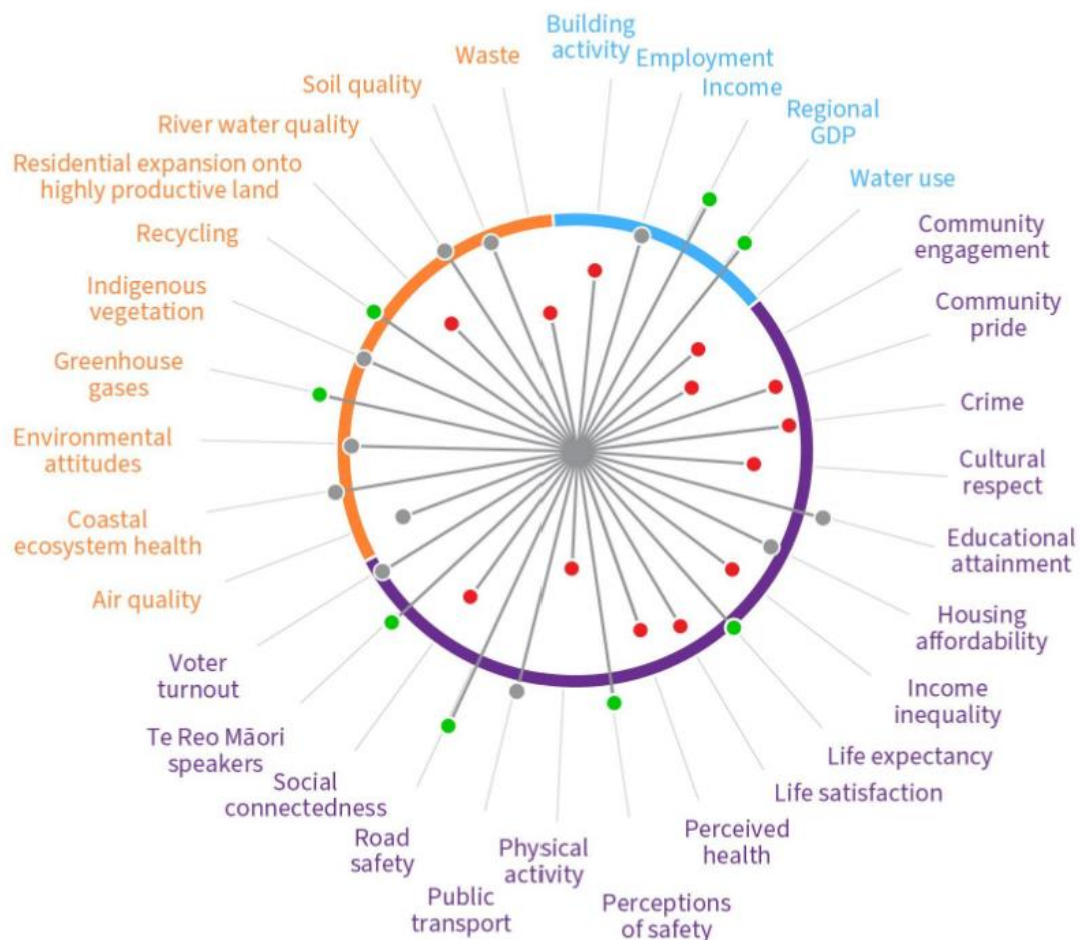 Building
activity
Employment
Income
Regional
GDP
Water use
Community
engagement
Community
pride
Crime
Cultural
respect
Educational
attainment
Housing
affordability
Income
inequality
Life expectancy
Life satisfaction
Perceived
health
Perceptions
of safety
Physical
activity
Public
transport
Road
safety
Social
connectedness
Te Reo Māori
speakers
Voter
turnout
Air quality
Coastal
ecosystem health
Environmental
attitudes
Greenhouse
gases
Indigenous
vegetation
Recycling
Residential expansion onto
highly productive land
River water quality
Soil quality
Waste